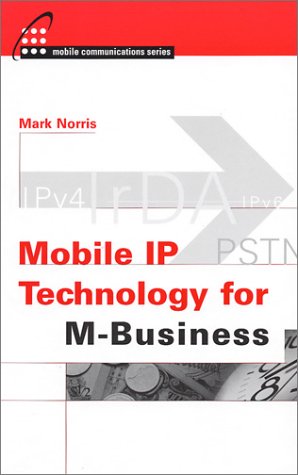 mobile communications series
Mark Norris
IPv4 IrDA IPv6
PSTN
Mobile IP
Technology for
M-Business